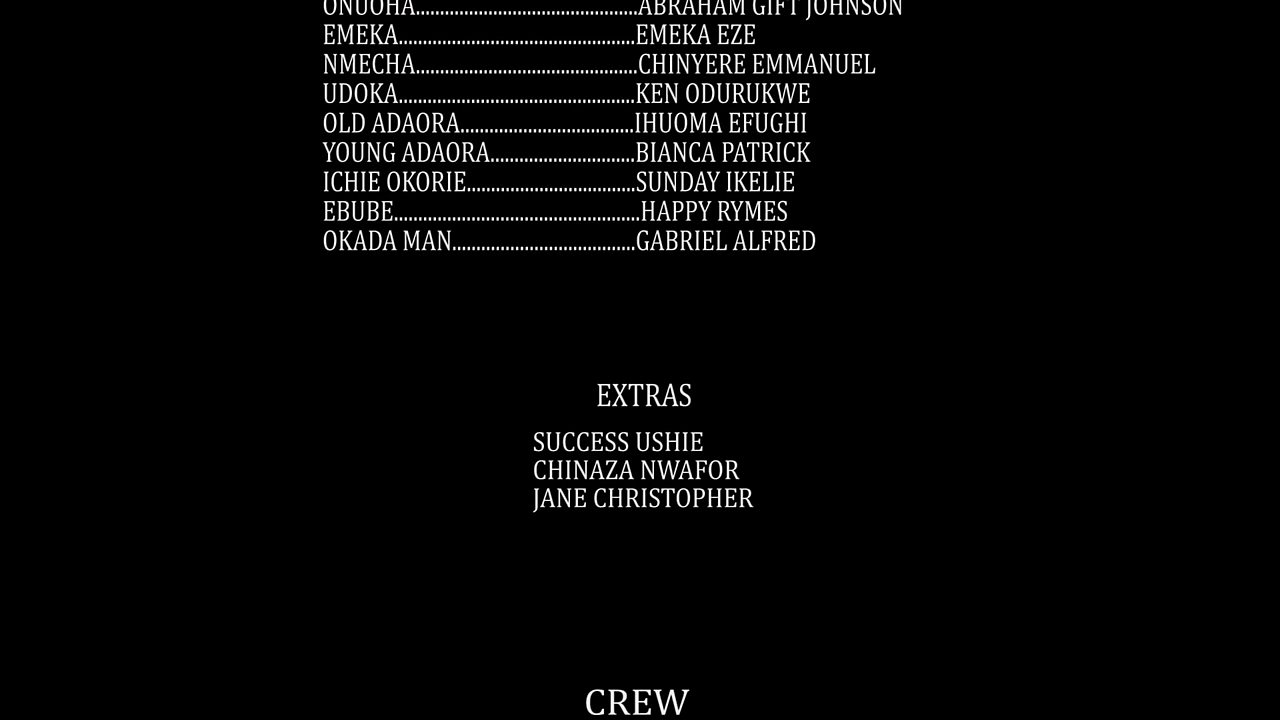 ONUOHA..............................................ABRAHAM GIFT JOHNSON
EMEKA.................................................EMEKA EZE
NMECHA..............................................CHINYERE EMMANUEL
UDOKA.................................................KEN ODURUKWE
OLD ADAORA....................................IHUOMA EFUGHI
YOUNG ADAORA..............................BIANCA PATRICK
ICHIE OKORIE...................................SUNDAY IKELIE
EBUBE...................................................HAPPY RYMES
OKADA MAN......................................GABRIEL ALFRED
EXTRAS
SUCCESS USHIE
CHINAZA NWAFOR
JANE CHRISTOPHER
CREW